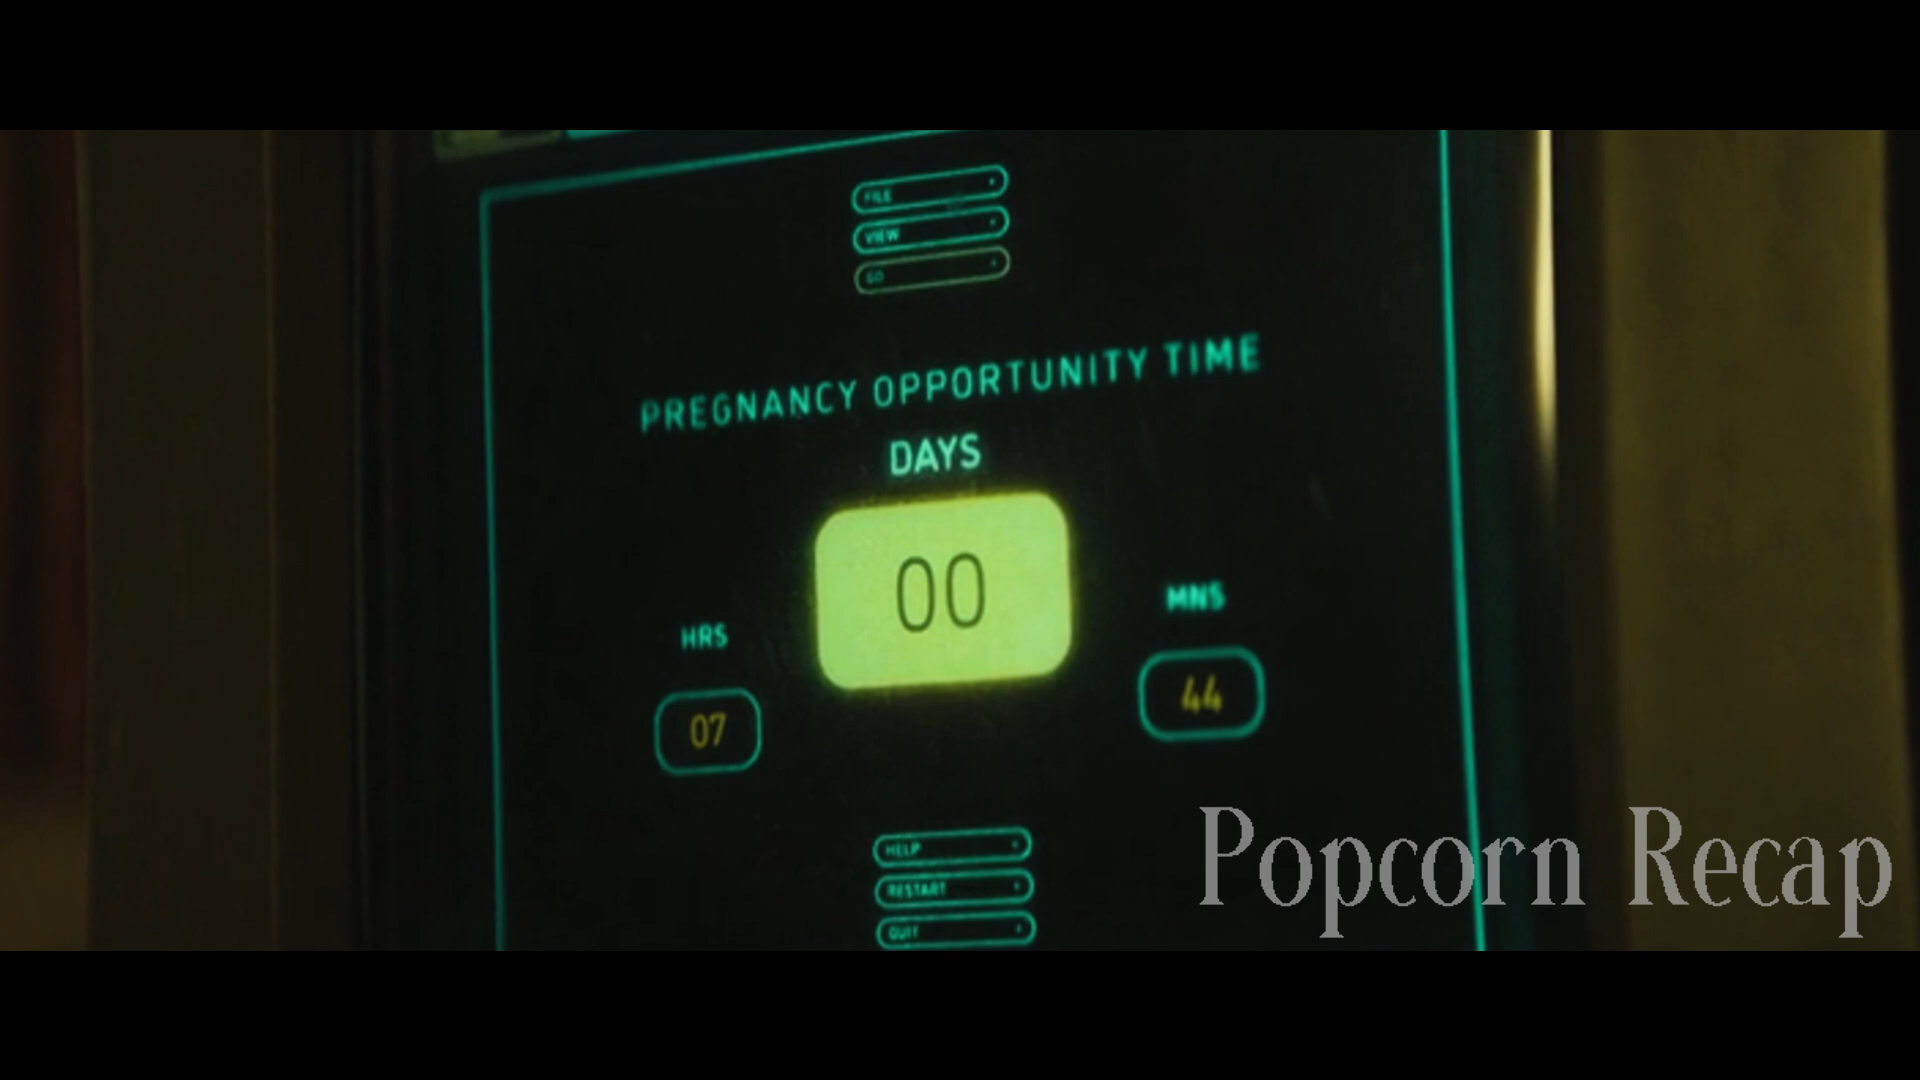 FILE
VIEW
GO
PREGNANCY OPPORTUNITY TIME
DAYS
00
HRS
07
MNS
44
HELP
RESTART
QUIT
Popcorn Recap